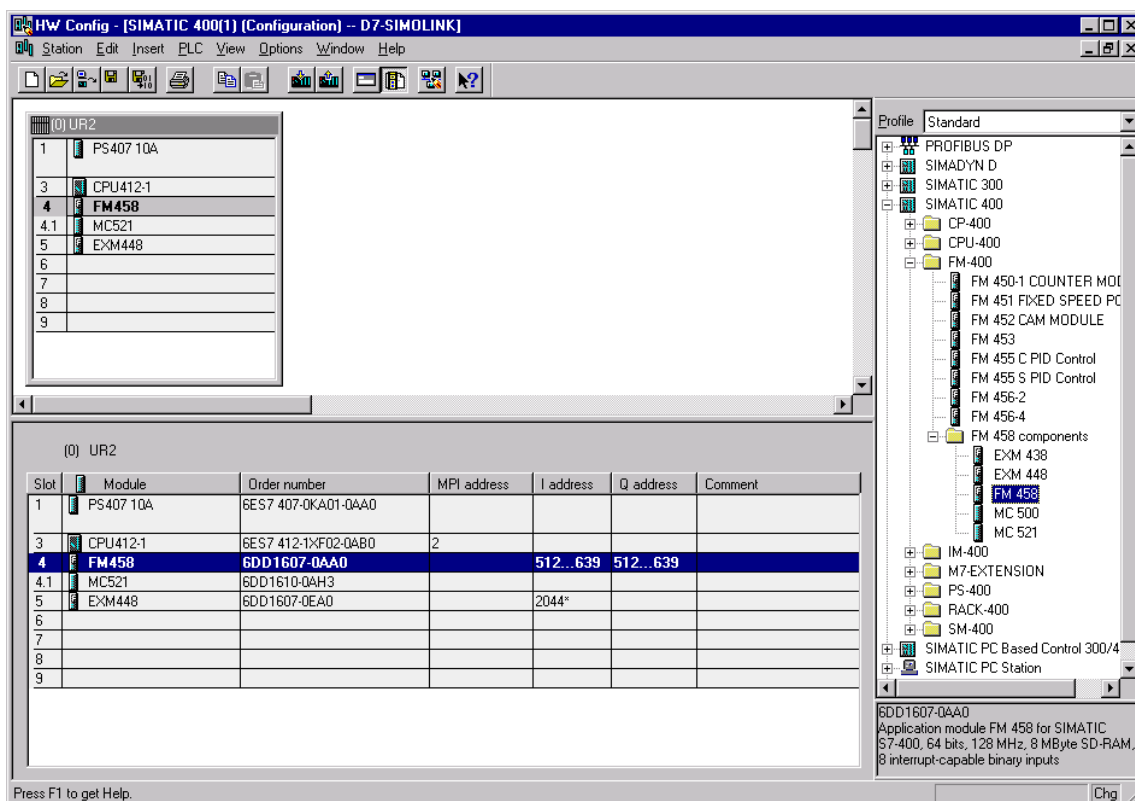 HW Config - [SIMATIC 400(1) (Configuration) -- D7-SIMOLINK]
Station Edit Insert PLC View Options Window Help
(0) UR2
1 PS407 10A
3 CPU412-1
4 FM458
4.1 MC521
5 EXM448
6
7
8
9
Profile Standard
PROFIBUS DP
SIMADYN D
SIMATIC 300
SIMATIC 400
CP-400
CPU-400
FM-400
FM 450-1 COUNTER MOD
FM 451 FIXED SPEED PO
FM 452 CAM MODULE
FM 453
FM 455 C PID Control
FM 455 S PID Control
FM 456-2
FM 456-4
FM 458 components
EXM 438
EXM 448
FM 458
MC 500
MC 521
IM-400
M7-EXTENSION
PS-400
RACK-400
SM-400
SIMATIC PC Based Control 300/4
SIMATIC PC Station
(0) UR2
Slot Module Order number MPI address I address Q address Comment
1 PS407 10A 6ES7 407-0KA01-0AA0
3 CPU412-1 6ES7 412-1XF02-0AB0 2
4 FM458 6DD1607-0AA0 512...639 512...639
4.1 MC521 6DD1610-0AH3
5 EXM448 6DD1607-0EA0 2044*
6
7
8
9
6DD1607-0AA0
Application module FM 458 for SIMATIC
S7-400, 64 bits, 128 MHz, 8 MByte SD-RAM,
8 interrupt-capable binary inputs
Press F1 to get Help.
Chg